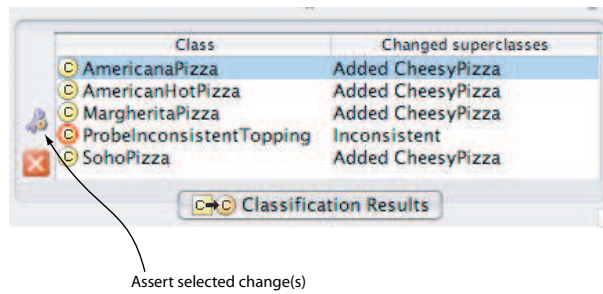 Class Changed superclasses
C AmericanaPizza Added CheesyPizza
C AmericanHotPizza Added CheesyPizza
C MargheritaPizza Added CheesyPizza
C ProbeInconsistentTopping Inconsistent
C SohoPizza Added CheesyPizza
C C Classification Results
Assert selected change(s)